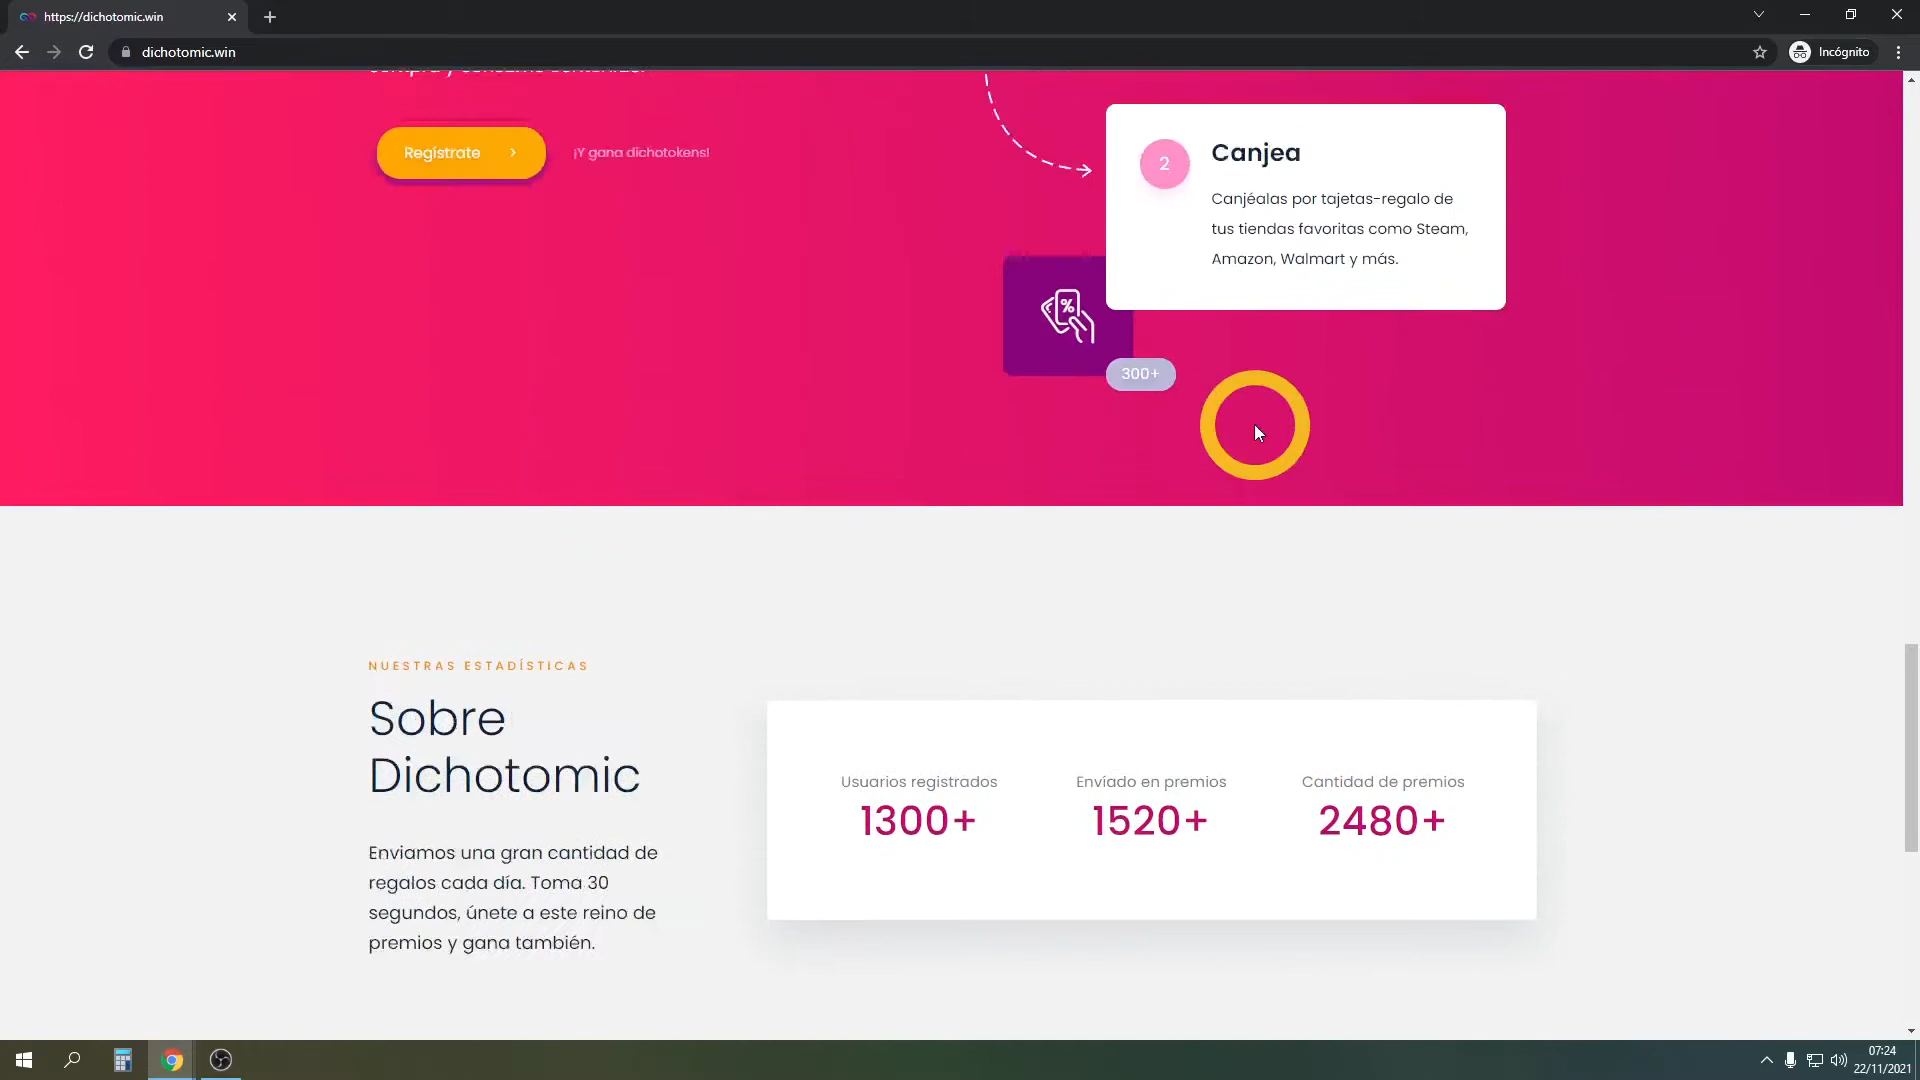 https://dichotomic.win
dichotomic.win
Incógnito
Regístrate
¡Y gana dichotokens!
2
Canjea
Canjéalas por tajetas-regalo de
tus tiendas favoritas como Steam,
Amazon, Walmart y más.
%
300+
NUESTRAS ESTADÍSTICAS
Sobre
Dichotomic
Enviamos una gran cantidad de
regalos cada día. Toma 30
segundos, únete a este reino de
premios y gana también.
Usuarios registrados
1300+
Envíado en premios
1520+
Cantidad de premios
2480+
07:24
22/11/2021